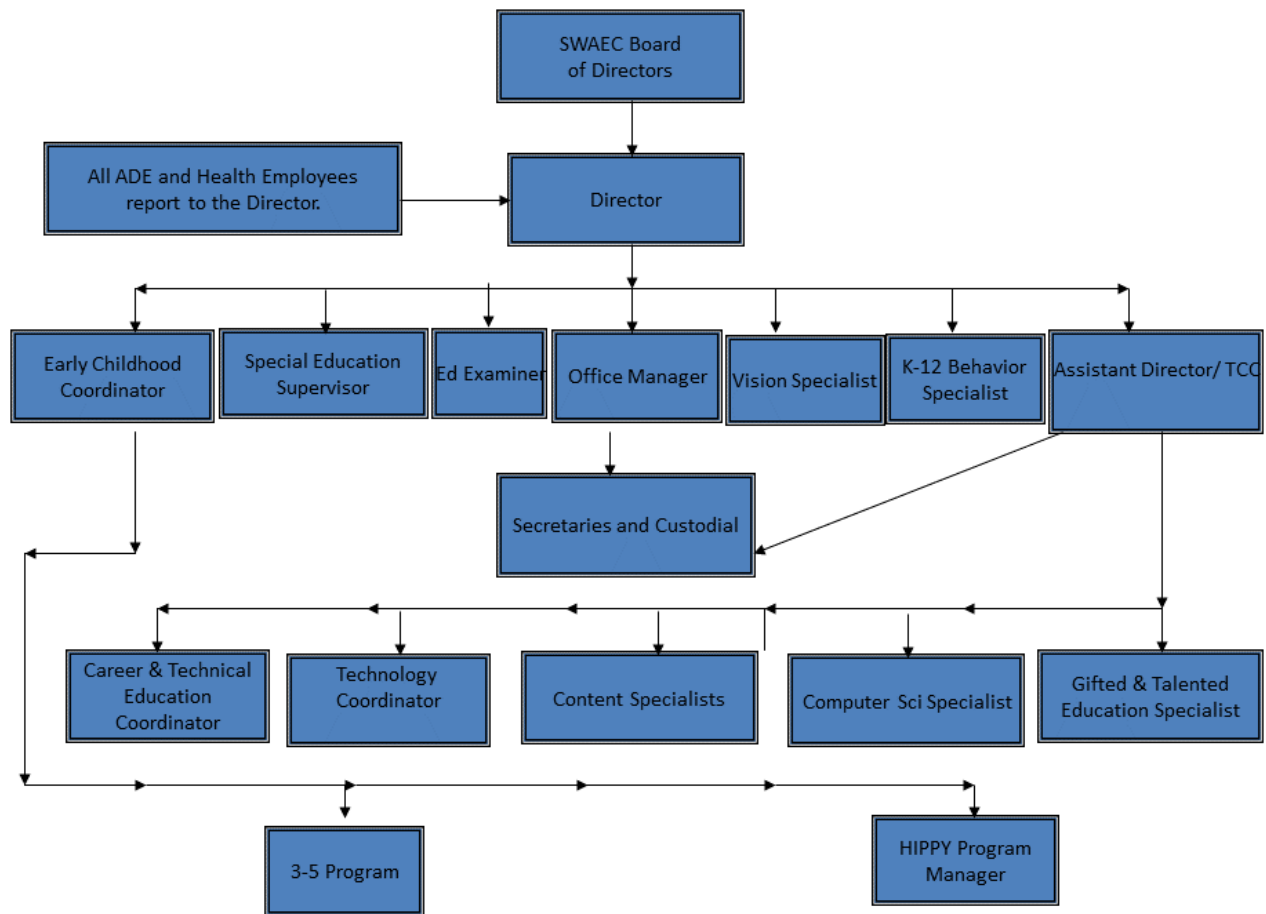 SWAEC Board
of Directors
All ADE and Health Employees
report to the Director.
Director
Early Childhood
Coordinator
Special Education
Supervisor
Ed Examiner
Office Manager
Vision Specialist
K-12 Behavior
Specialist
Assistant Director/ TCC
Secretaries and Custodial
Career & Technical
Education
Coordinator
Technology
Coordinator
Content Specialists
Computer Sci Specialist
Gifted & Talented
Education Specialist
3-5 Program
HIPPY Program
Manager